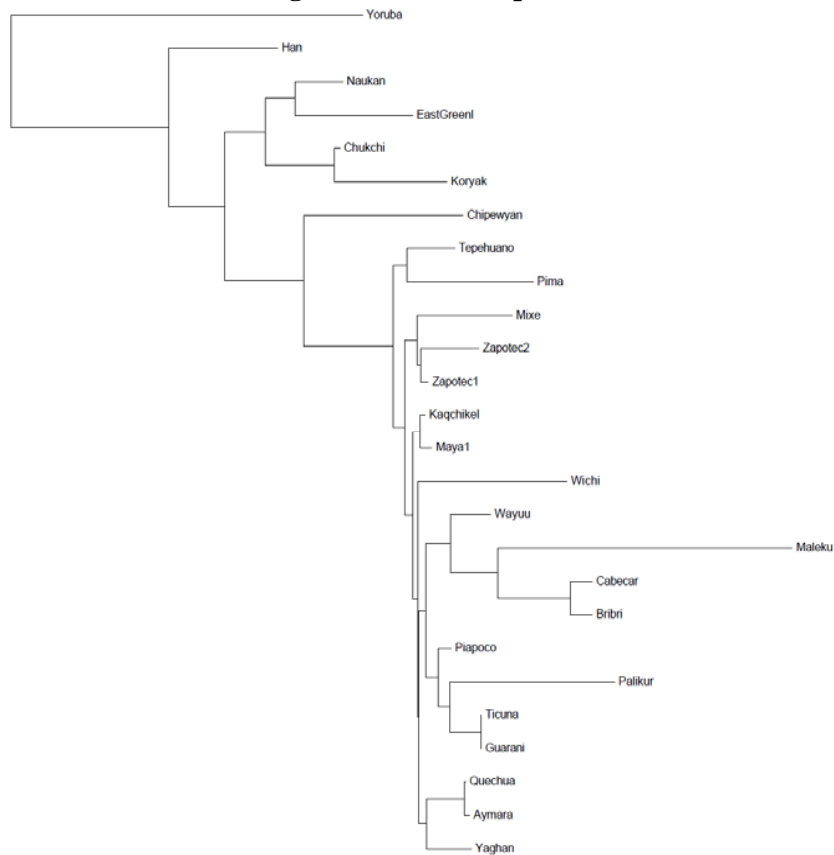 Yoruba
Han
Naukan
EastGreenl
Chukchi
Koryak
Chipewyan
Tepehuano
Pima
Mixe
Zapotec2
Zapotec1
Kaqchikel
Maya1
Wichi
Wayuu
Maleku
Cabecar
Bribri
Piapoco
Palikur
Ticuna
Guarani
Quechua
Aymara
Yaghan